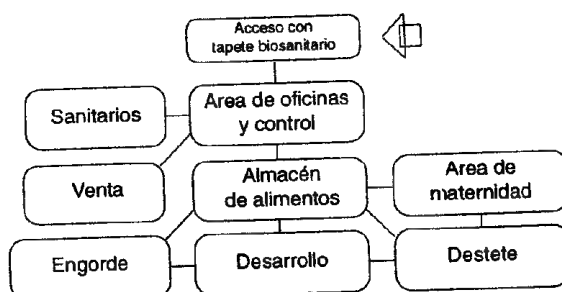 Acceso con
tapete biosanitario
Sanitarios
Area de oficinas
y control
Venta
Almacén
de alimentos
Area de
maternidad
Engorde
Desarrollo
Destete